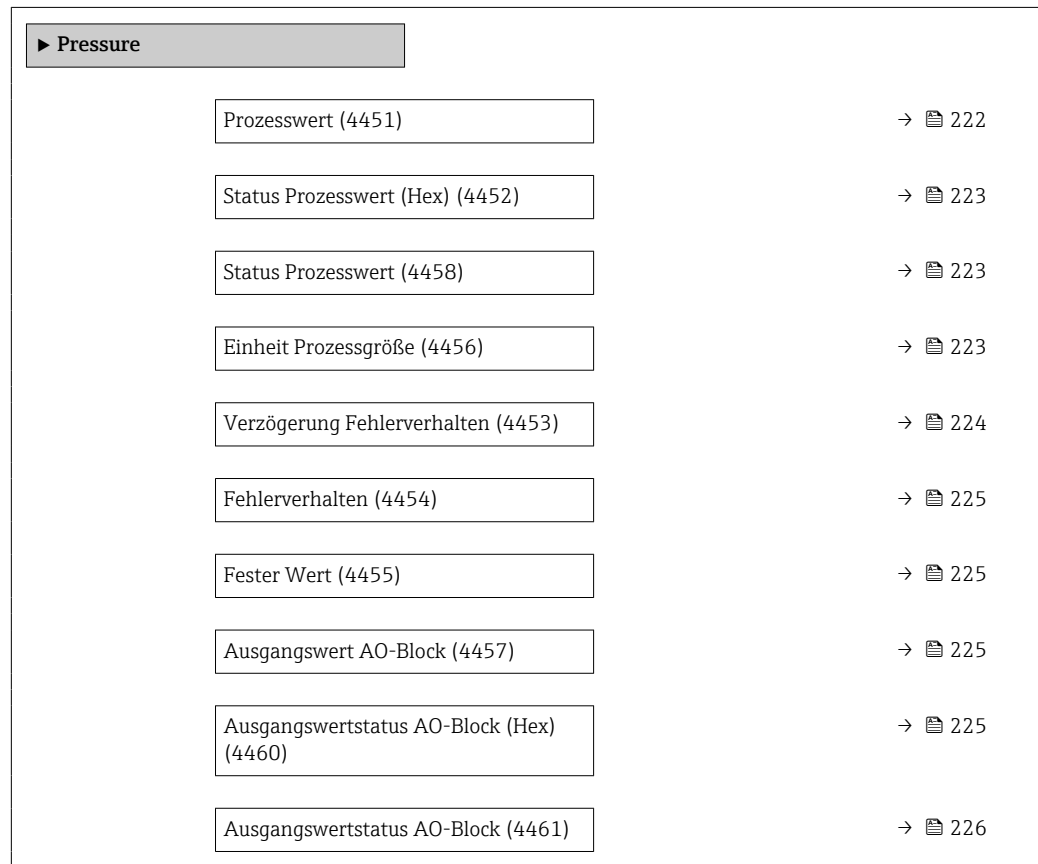 ▶ Pressure
Prozesswert (4451) → 222
Status Prozesswert (Hex) (4452) → 223
Status Prozesswert (4458) → 223
Einheit Prozessgröße (4456) → 223
Verzögerung Fehlerverhalten (4453) → 224
Fehlerverhalten (4454) → 225
Fester Wert (4455) → 225
Ausgangswert AO-Block (4457) → 225
Ausgangswertstatus AO-Block (Hex) → 225
(4460)
Ausgangswertstatus AO-Block (4461) → 226